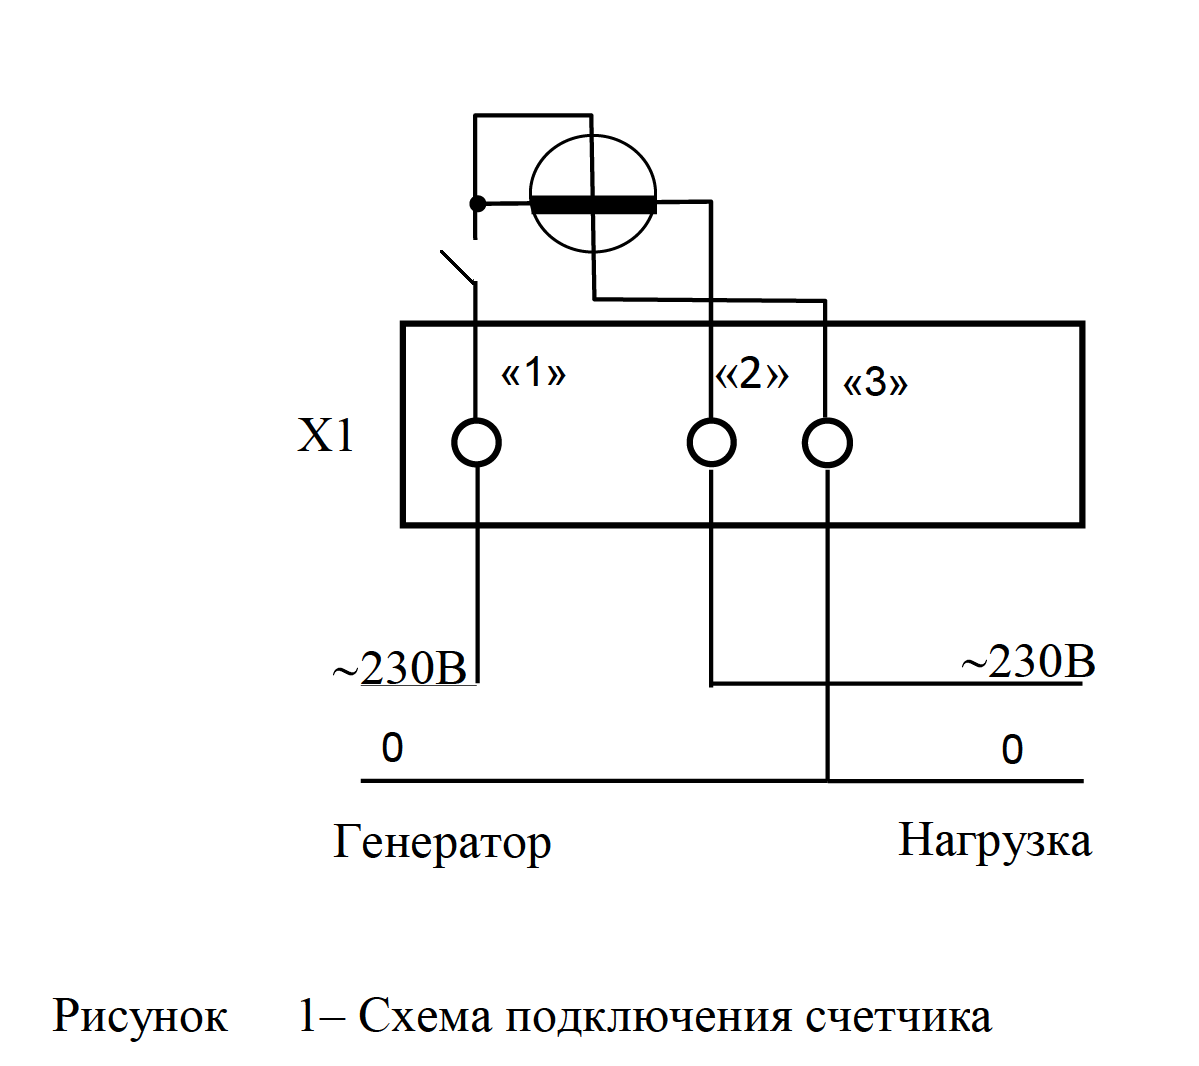 «1» «2» «3»
X1
~230В ~230В
0 0
Генератор Нагрузка
Рисунок 1– Схема подключения счетчика